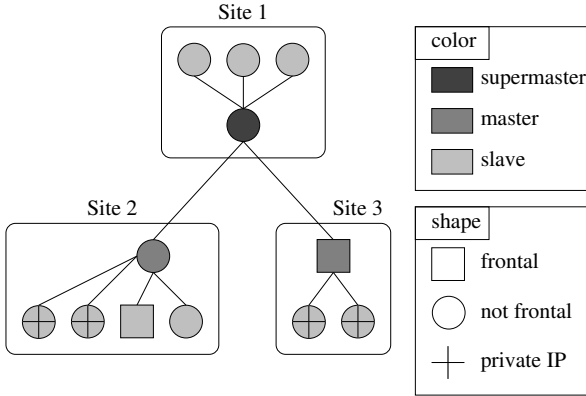 Site 1
color
supermaster
master
slave
Site 2
Site 3
shape
frontal
not frontal
private IP